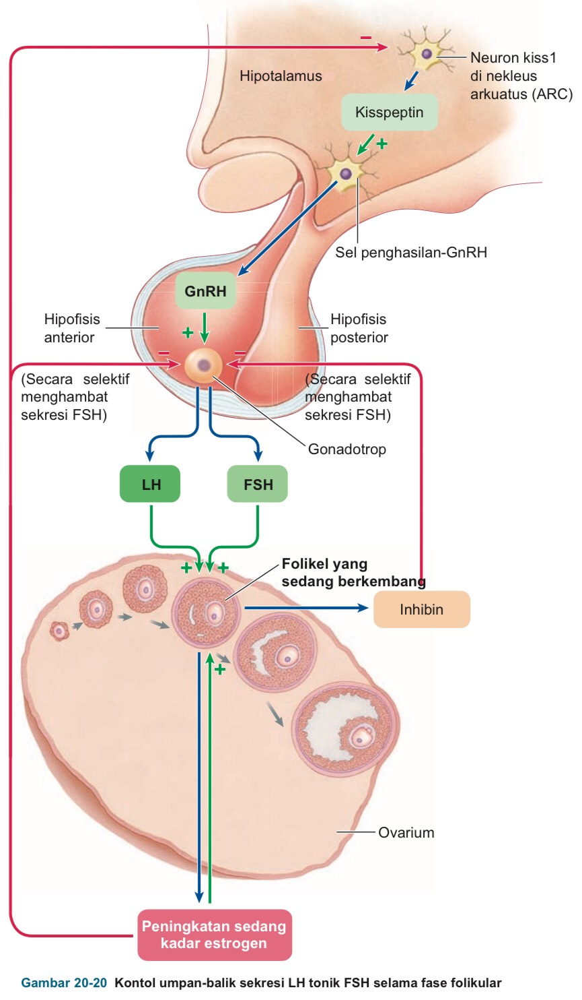 −
Neuron kiss1
di nekleus
arkuatus (ARC)
Hipotalamus
Kisspeptin
+
Sel penghasilan-GnRH
GnRH
Hipofisis
anterior
Hipofisis
posterior
+
−
−
(Secara selektif
menghambat
sekresi FSH)
(Secara selektif
menghambat
sekresi FSH)
Gonadotrop
LH
FSH
+
+
Folikel yang
sedang berkembang
Inhibin
+
Ovarium
Peningkatan sedang
kadar estrogen
Gambar 20-20 Kontol umpan-balik sekresi LH tonik FSH selama fase folikular